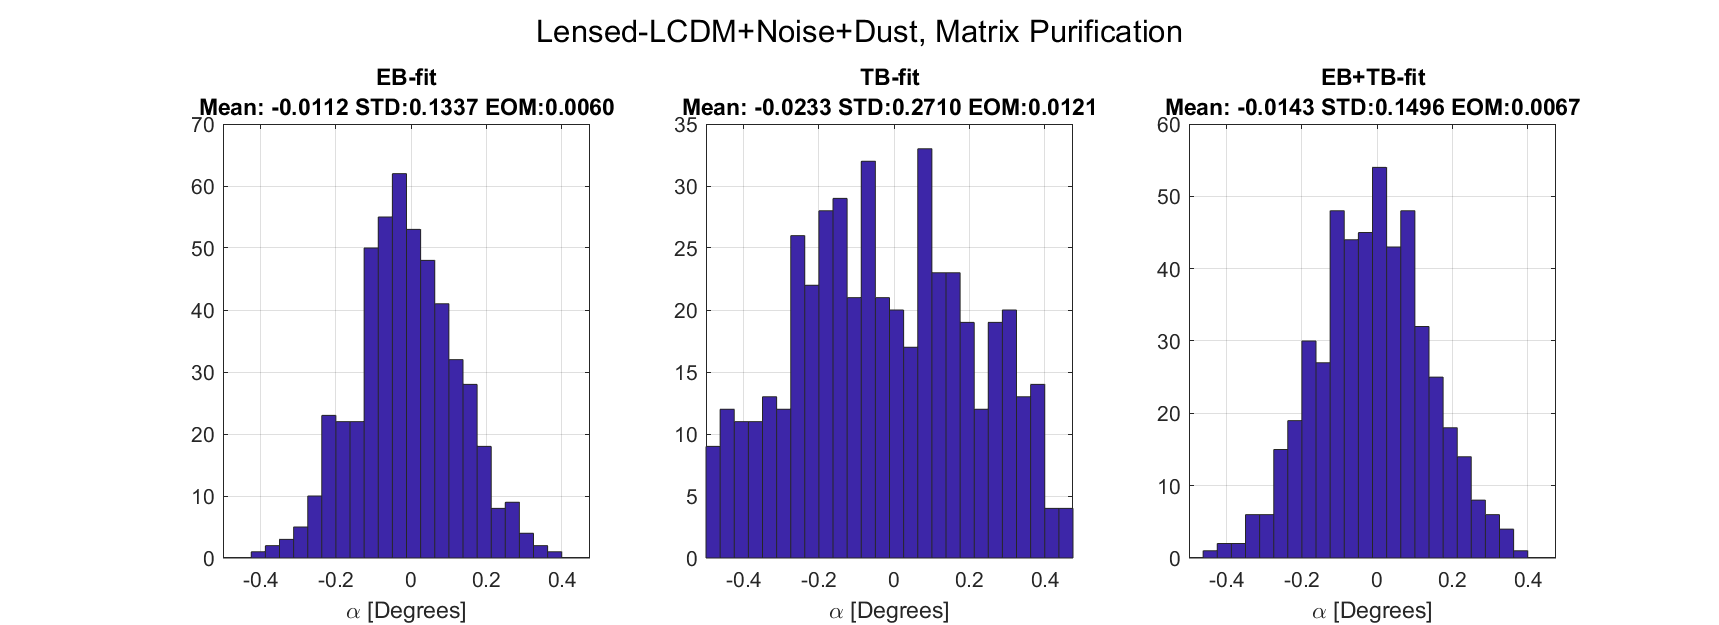 Lensed-LCDM+Noise+Dust, Matrix Purification
EB-fit
Mean: -0.0112 STD:0.1337 EOM:0.0060
70
60
50
40
30
20
10
0
-0.4 -0.2 0 0.2 0.4
α [Degrees]
TB-fit
Mean: -0.0233 STD:0.2710 EOM:0.0121
35
30
25
20
15
10
5
0
-0.4 -0.2 0 0.2 0.4
α [Degrees]
EB+TB-fit
Mean: -0.0143 STD:0.1496 EOM:0.0067
60
50
40
30
20
10
0
-0.4 -0.2 0 0.2 0.4
α [Degrees]